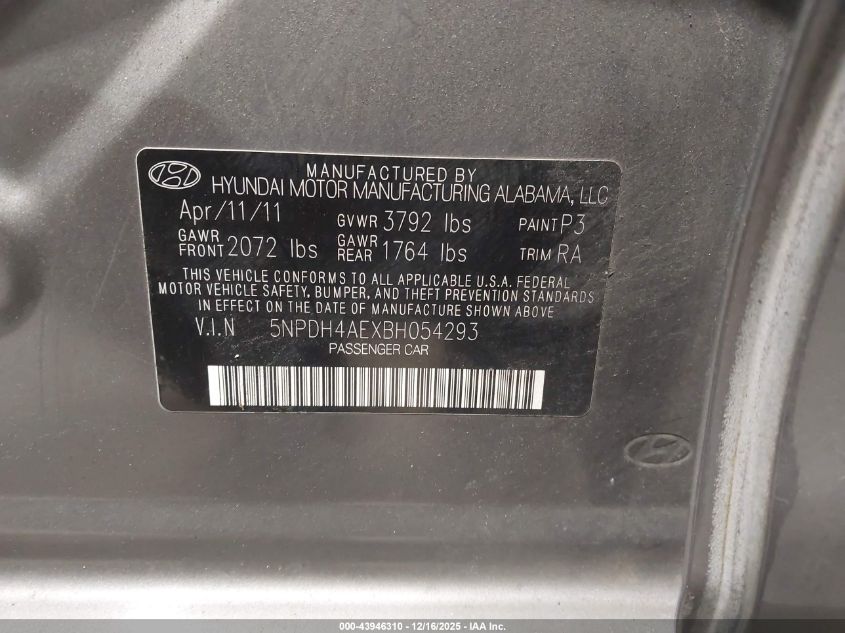 MANUFACTURED BY
HYUNDAI MOTOR MANUFACTURING ALABAMA, LLC
Apr/11/11 GVWR 3792 lbs PAINT P3
GAWR FRONT 2072 lbs GAWR REAR 1764 lbs TRIM RA
THIS VEHICLE CONFORMS TO ALL APPLICABLE U.S.A. FEDERAL
MOTOR VEHICLE SAFETY, BUMPER, AND THEFT PREVENTION STANDARDS
IN EFFECT ON THE DATE OF MANUFACTURE SHOWN ABOVE
V.I.N 5NPDH4AEXBH054293
PASSENGER CAR
000-43946310 - 12/16/2025 - IAA Inc.